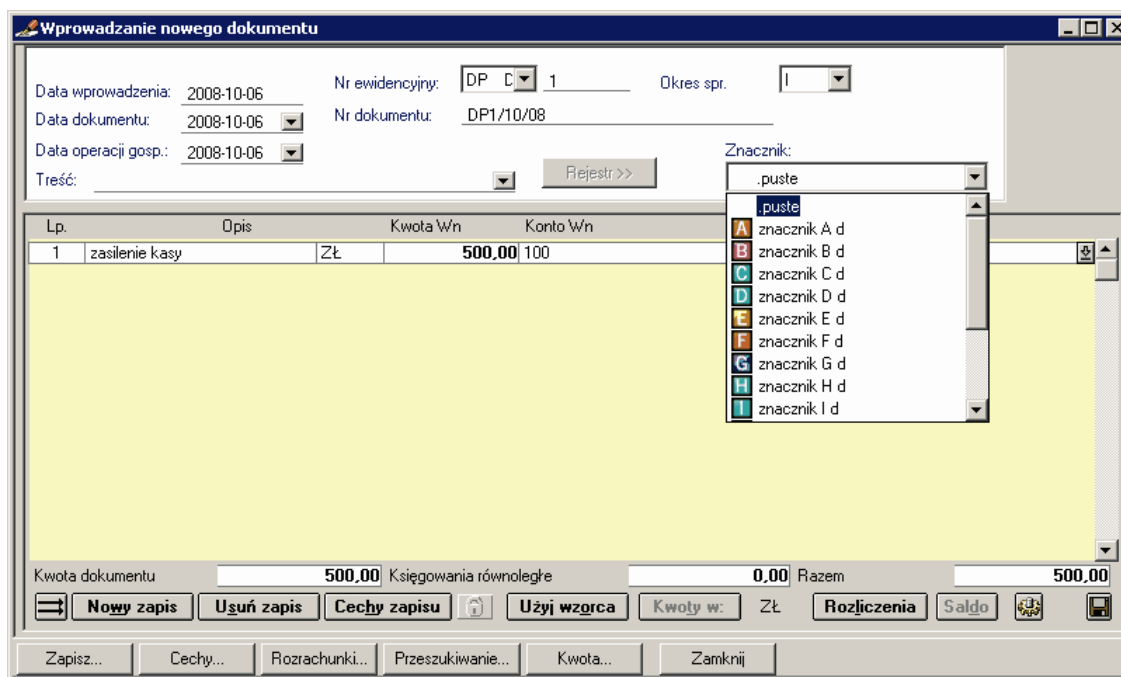 Wprowadzanie nowego dokumentu
Data wprowadzenia: 2008-10-06 Nr ewidencyjny: DP D 1 Okres spr. I
Data dokumentu: 2008-10-06 Nr dokumentu: DP1/10/08
Data operacji gosp.: 2008-10-06 Znacznik:
Treść: Rejestr >> .puste
.puste
A znacznik A d
B znacznik B d
C znacznik C d
D znacznik D d
E znacznik E d
F znacznik F d
G znacznik G d
H znacznik H d
I znacznik I d
Lp. Opis Kwota Wn Konto Wn
1 zasilenie kasy ZŁ 500,00 100
Kwota dokumentu 500,00 Księgowania równoległe 0,00 Razem 500,00
Nowy zapis Usuń zapis Cechy zapisu Użyj wzorca Kwoty w: ZŁ Rozliczenia Saldo
Zapisz... Cechy... Rozrachunki... Przeszukiwanie... Kwota... Zamknij